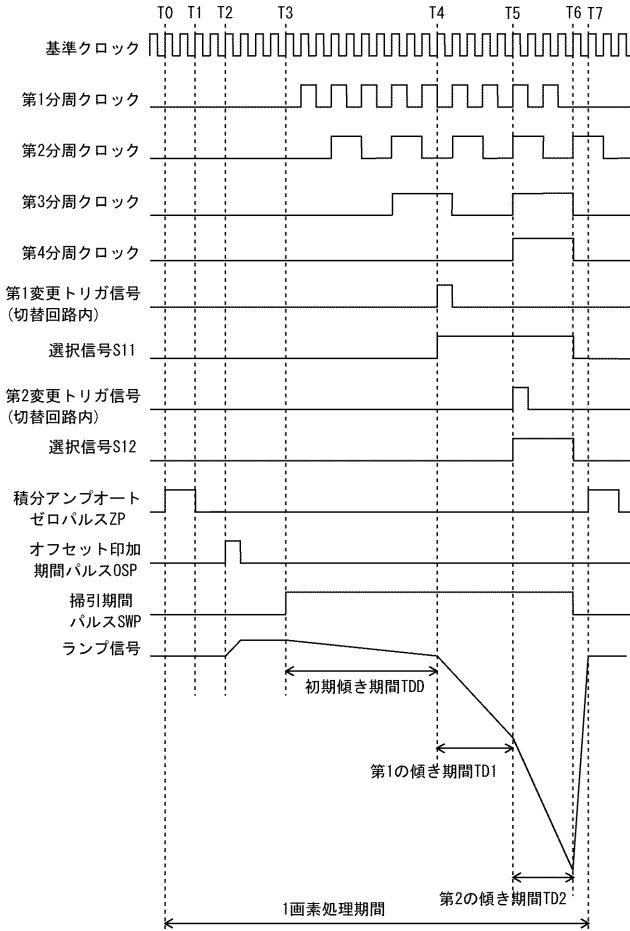 T0 T1 T2 T3 T4 T5 T6 T7
基準クロック
第1分周クロック
第2分周クロック
第3分周クロック
第4分周クロック
第1変更トリガ信号
(切替回路内)
選択信号S11
第2変更トリガ信号
(切替回路内)
選択信号S12
積分アンプオート
ゼロパルスZP
オフセット印加
期間パルスOSP
掃引期間
パルスSWP
ランプ信号
初期傾き期間TDD
第1の傾き期間TD1
第2の傾き期間TD2
1画素処理期間